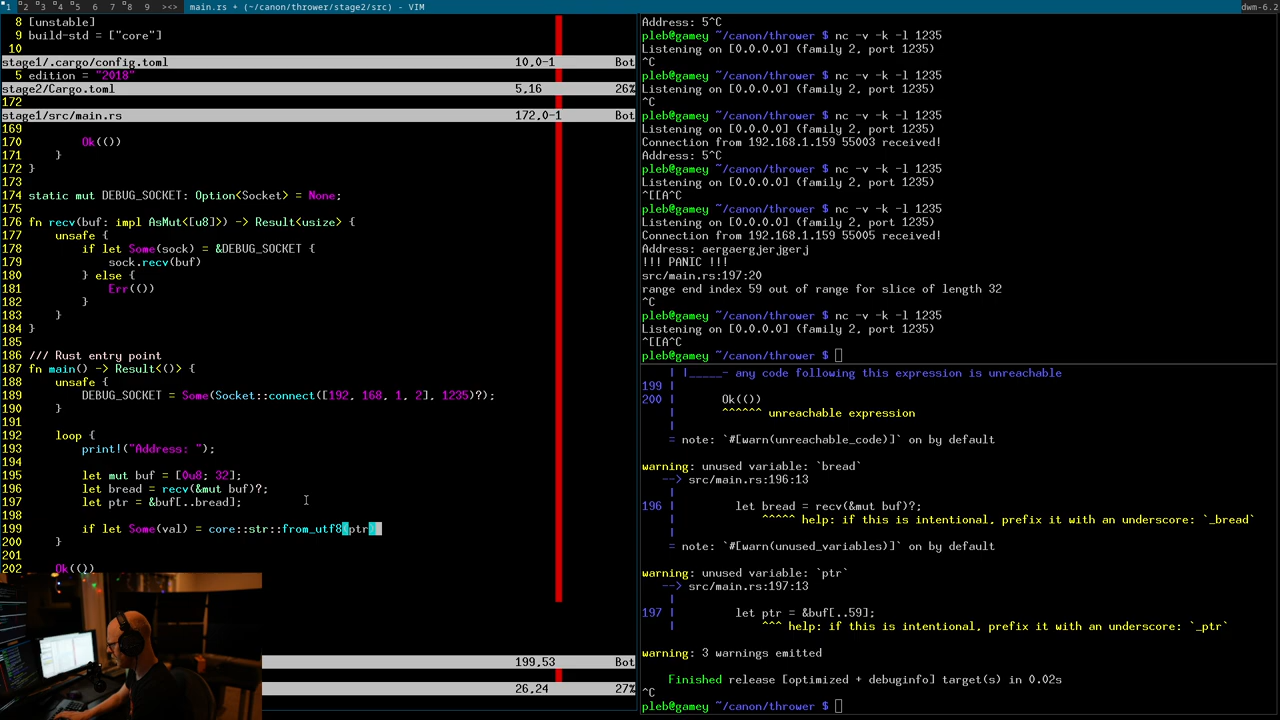 1 2 3 4 5 6 7 8 9 ><> main.rs * (~/canon/thrower/stage2/src) - VIM dwm-6.2
8 [unstable]
9 build-std = ["core"]
10
stage1/.cargo/config.toml 10,0-1 Bot
5 edition = "2018"
stage2/Cargo.toml 5,16 26%
172
stage1/src/main.rs 172,0-1 Bot
169
170 Ok(())
171 }
172 }
173
174 static mut DEBUG_SOCKET: Option<Socket> = None;
175
176 fn recv(buf: impl AsMut<[u8]>) -> Result<usize> {
177 unsafe {
178 if let Some(sock) = &DEBUG_SOCKET {
179 sock.recv(buf)
180 } else {
181 Err(())
182 }
183 }
184 }
185
186 /// Rust entry point
187 fn main() -> Result<()> {
188 unsafe {
189 DEBUG_SOCKET = Some(Socket::connect([192, 168, 1, 2], 1235)?);
190 }
191
192 loop {
193 print!("Address: ");
194
195 let mut buf = [0u8; 32];
196 let bread = recv(&mut buf)?;
197 let ptr = &buf[..bread];
198
199 if let Some(val) = core::str::from_utf8(ptr)
200 }
201
202 Ok(())
199,53 Bot
26,24 27%
Address: 5^C
pleb@gamey ~/canon/thrower $ nc -v -k -l 1235
Listening on [0.0.0.0] (family 2, port 1235)
^C
pleb@gamey ~/canon/thrower $ nc -v -k -l 1235
Listening on [0.0.0.0] (family 2, port 1235)
^C
pleb@gamey ~/canon/thrower $ nc -v -k -l 1235
Listening on [0.0.0.0] (family 2, port 1235)
Connection from 192.168.1.159 55003 received!
Address: 5^C
pleb@gamey ~/canon/thrower $ nc -v -k -l 1235
Listening on [0.0.0.0] (family 2, port 1235)
^[[A^C
pleb@gamey ~/canon/thrower $ nc -v -k -l 1235
Listening on [0.0.0.0] (family 2, port 1235)
Connection from 192.168.1.159 55005 received!
Address: aergaergjerjgerj
!!! PANIC !!!
src/main.rs:197:20
range end index 59 out of range for slice of length 32
^C
pleb@gamey ~/canon/thrower $ nc -v -k -l 1235
Listening on [0.0.0.0] (family 2, port 1235)
^[[A^C
pleb@gamey ~/canon/thrower $
| |_____- any code following this expression is unreachable
199 |
200 | Ok(())
| ^^^^^^ unreachable expression
|
= note: `#[warn(unreachable_code)]` on by default
warning: unused variable: `bread`
--> src/main.rs:196:13
|
196 | let bread = recv(&mut buf)?;
| ^^^^^ help: if this is intentional, prefix it with an underscore: `_bread`
|
= note: `#[warn(unused_variables)]` on by default
warning: unused variable: `ptr`
--> src/main.rs:197:13
|
197 | let ptr = &buf[..59];
| ^^^ help: if this is intentional, prefix it with an underscore: `_ptr`
warning: 3 warnings emitted
Finished release [optimized + debuginfo] target(s) in 0.02s
^C
pleb@gamey ~/canon/thrower $